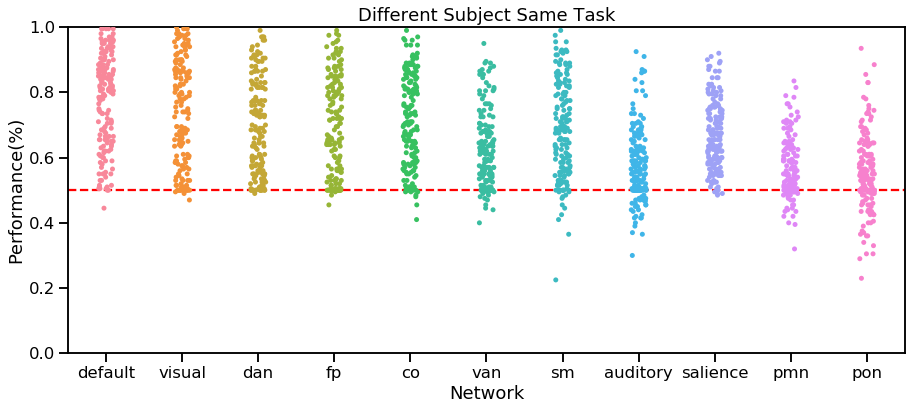 Different Subject Same Task
Performance(%)
1.0
0.8
0.6
0.4
0.2
0.0
default visual dan fp co van sm auditory salience pmn pon
Network